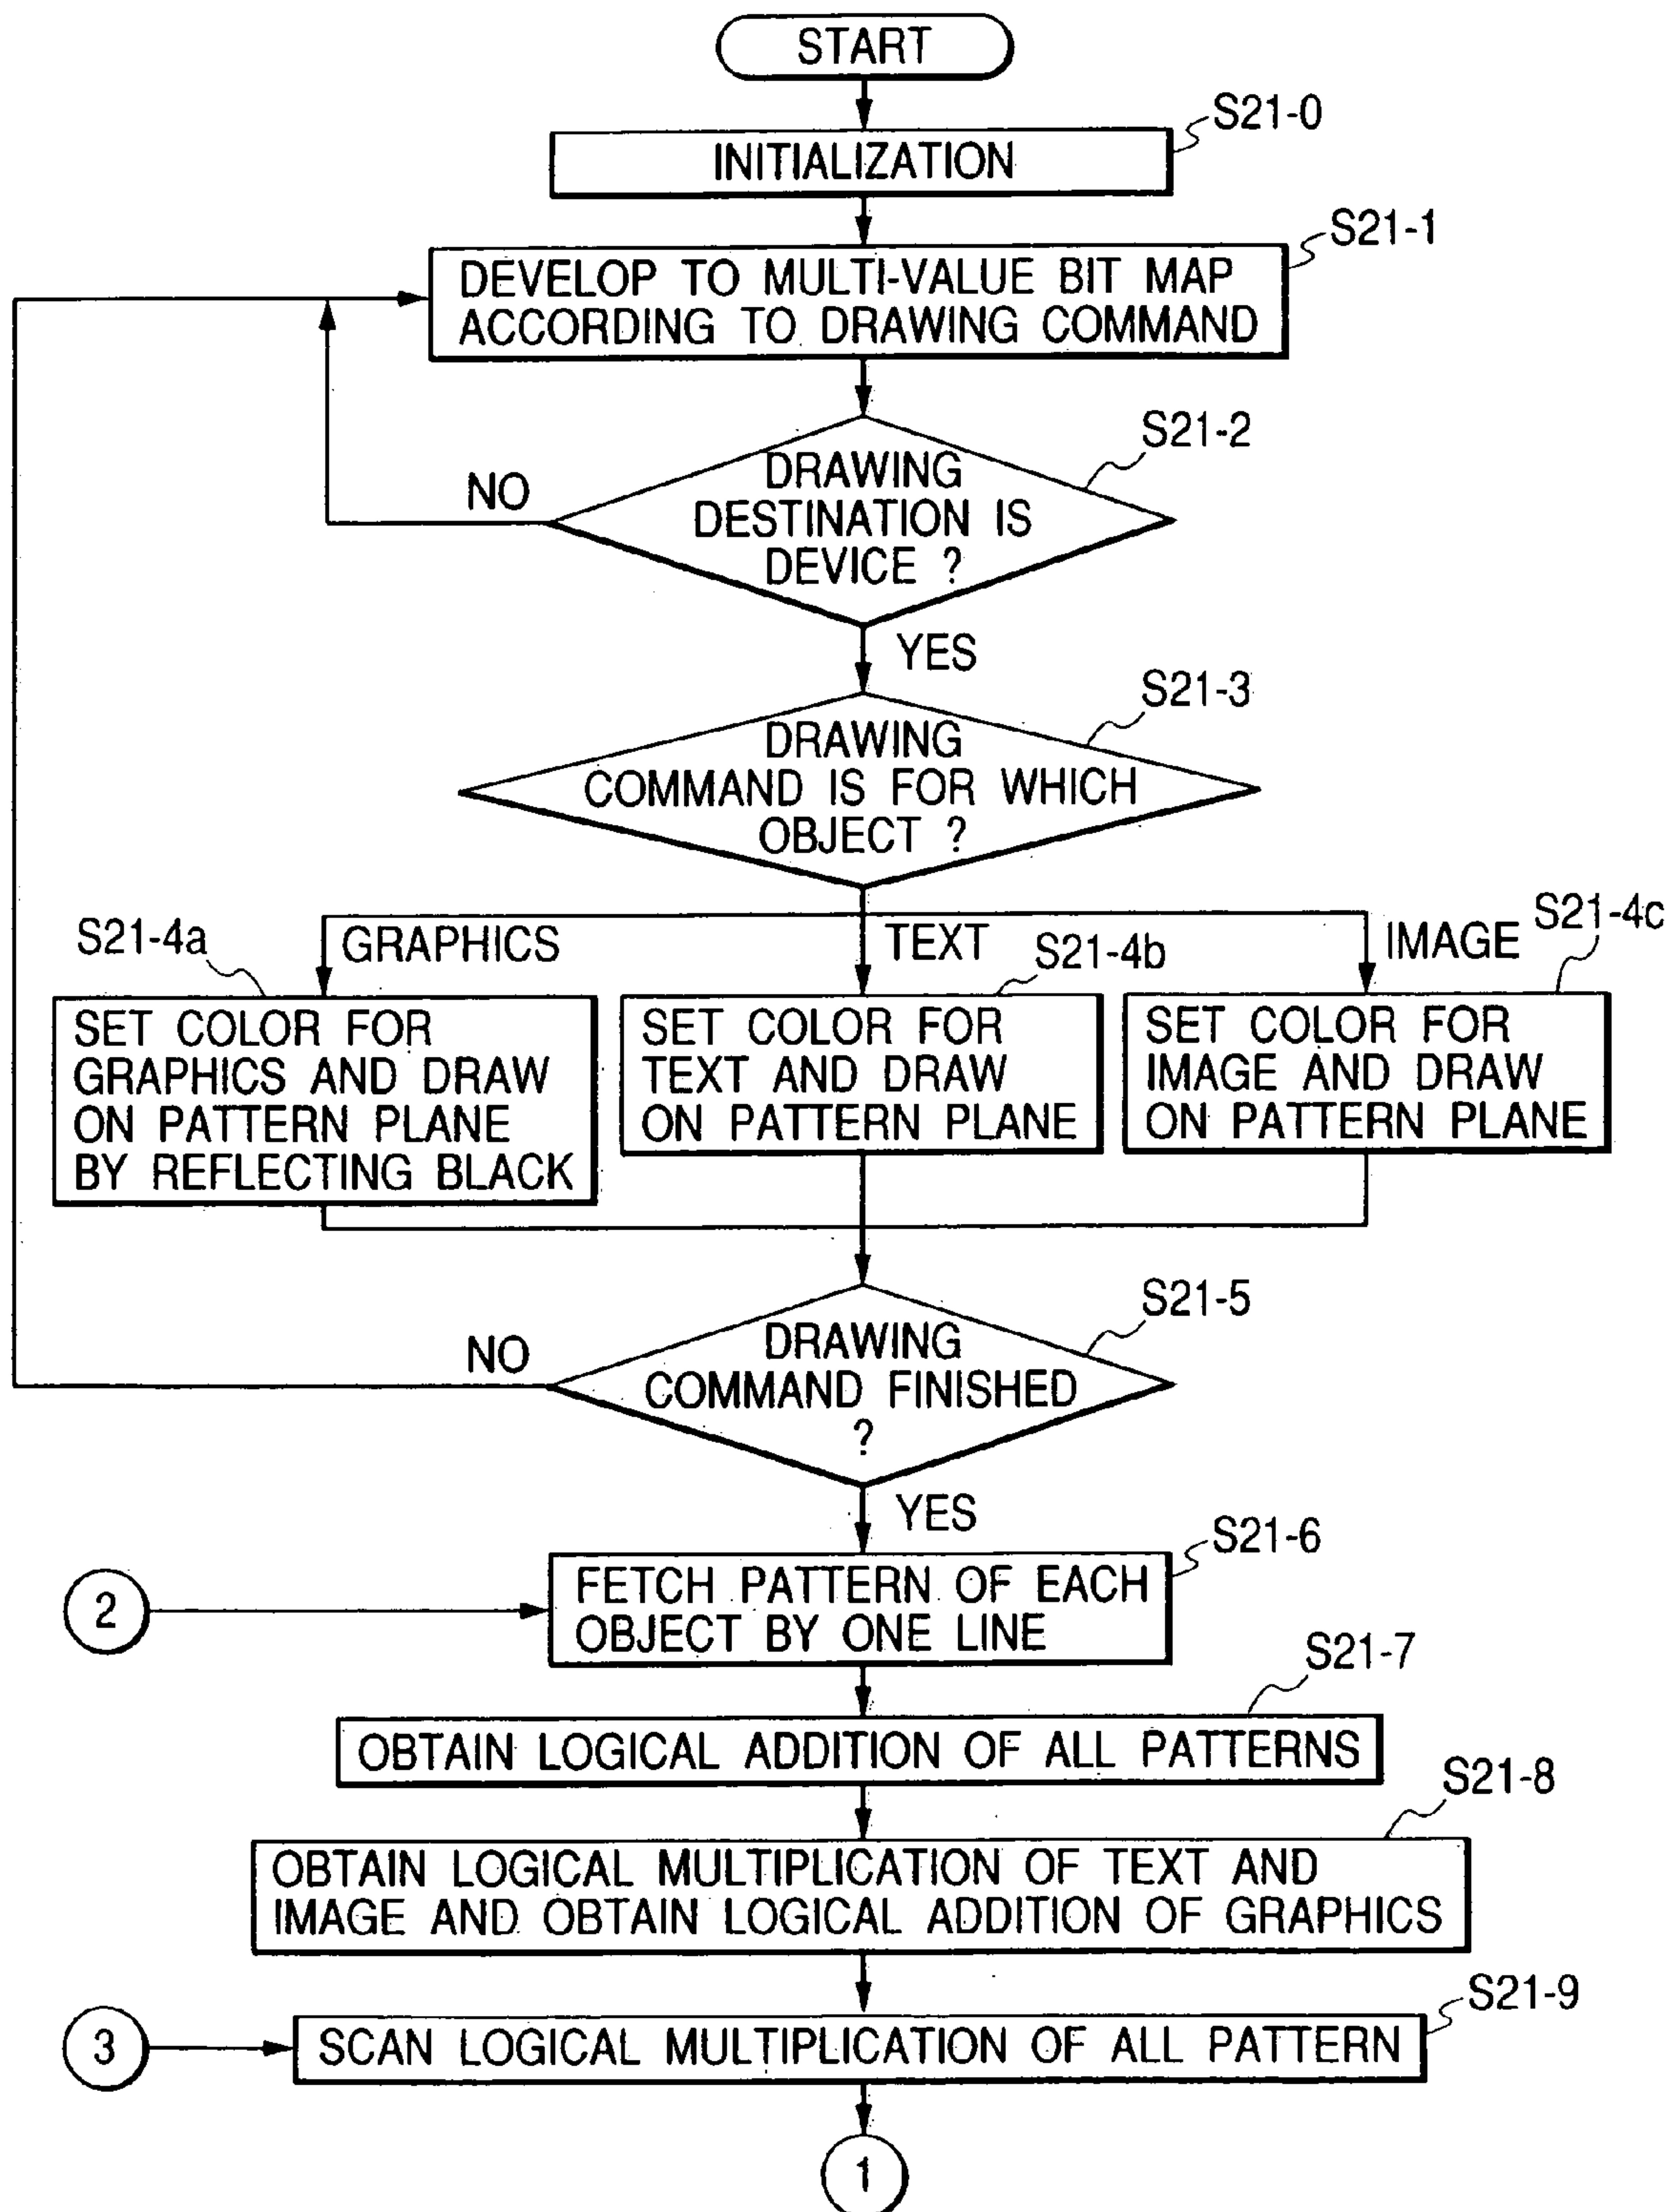 START
S21-0
INITIALIZATION
S21-1
DEVELOP TO MULTI-VALUE BIT MAP
ACCORDING TO DRAWING COMMAND
S21-2
DRAWING
DESTINATION IS
DEVICE ?
NO
YES
S21-3
DRAWING
COMMAND IS FOR WHICH
OBJECT ?
S21-4a
GRAPHICS
TEXT
S21-4b
IMAGE
S21-4c
SET COLOR FOR
GRAPHICS AND DRAW
ON PATTERN PLANE
BY REFLECTING BLACK
SET COLOR FOR
TEXT AND DRAW
ON PATTERN PLANE
SET COLOR FOR
IMAGE AND DRAW
ON PATTERN PLANE
S21-5
DRAWING
COMMAND FINISHED
?
NO
YES
S21-6
2
FETCH PATTERN OF EACH
OBJECT BY ONE LINE
S21-7
OBTAIN LOGICAL ADDITION OF ALL PATTERNS
S21-8
OBTAIN LOGICAL MULTIPLICATION OF TEXT AND
IMAGE AND OBTAIN LOGICAL ADDITION OF GRAPHICS
S21-9
3
SCAN LOGICAL MULTIPLICATION OF ALL PATTERN
1